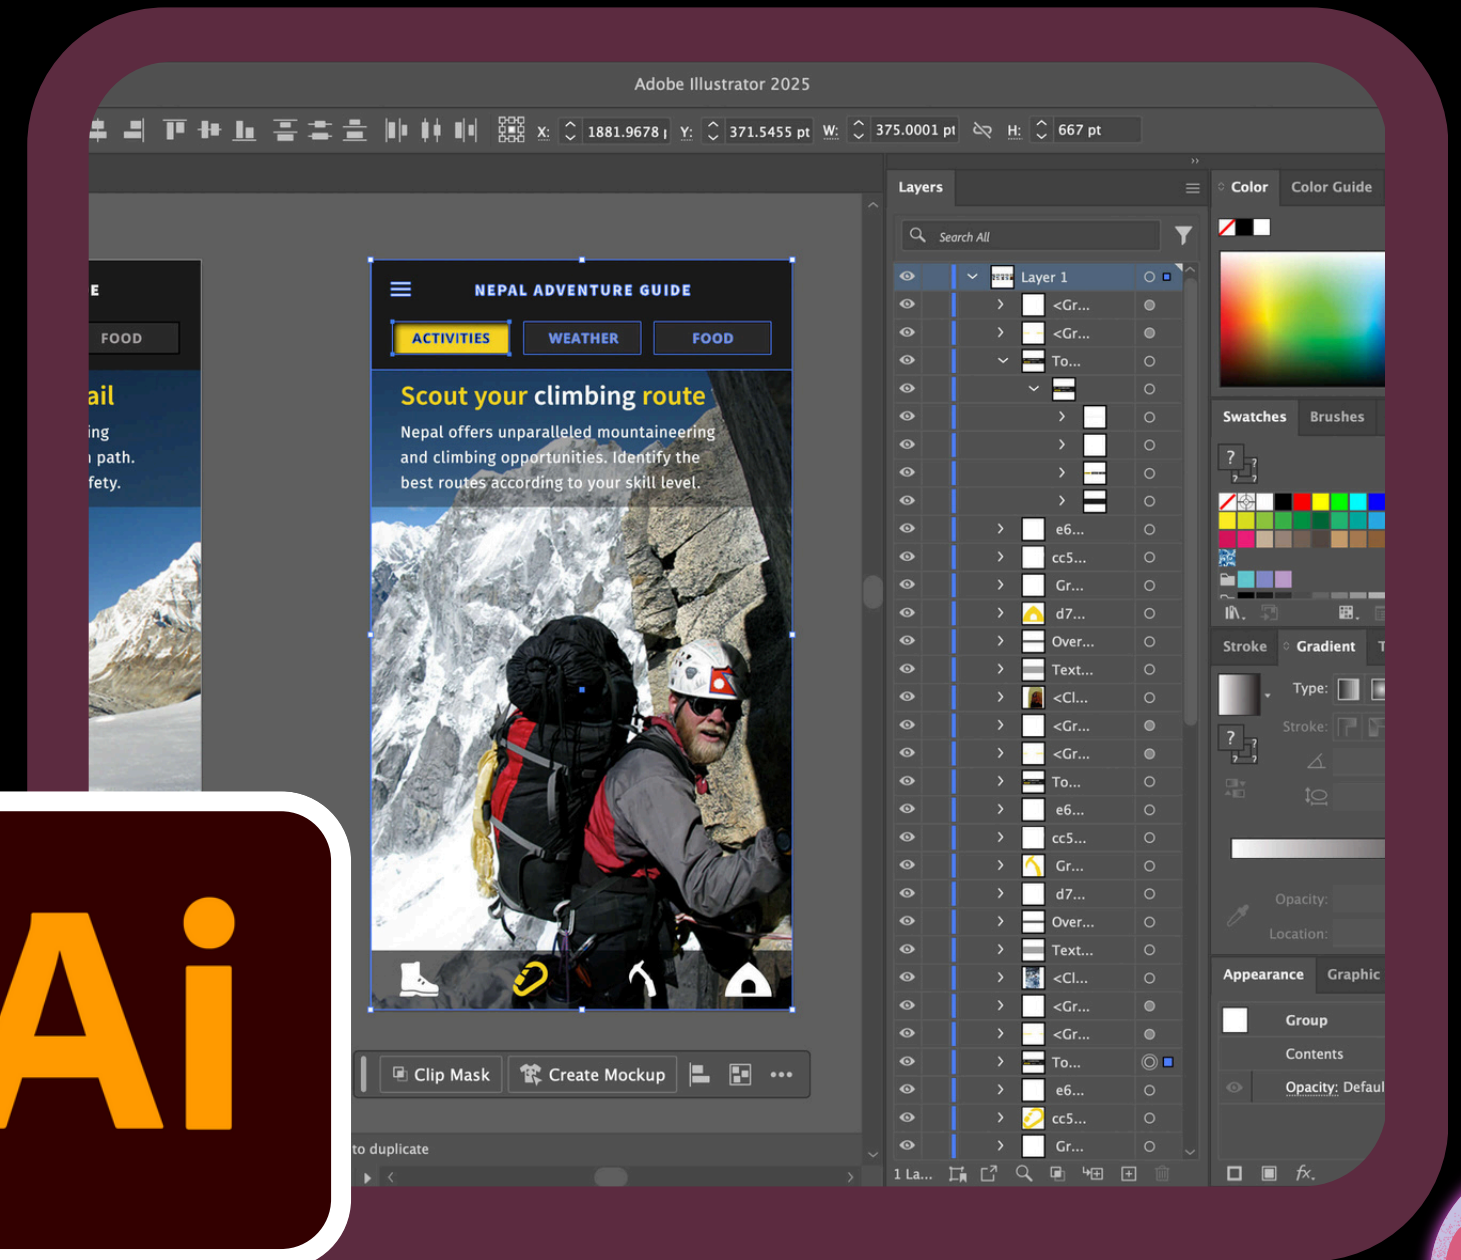 Adobe Illustrator 2025
X: 1881.9678 Y: 371.5455 pt W: 375.0001 pt H: 667 pt
Layers
Color Color Guide
Search All
Layer 1
<Gr...
<Gr...
To...
e6...
cc5...
Gr...
d7...
Over...
Text...
<Cl...
<Gr...
<Gr...
To...
e6...
cc5...
Gr...
d7...
Over...
Text...
<Cl...
<Gr...
<Gr...
To...
e6...
cc5...
Gr...
1 La...
E
FOOD
ail
ing
path.
fety.
NEPAL ADVENTURE GUIDE
ACTIVITIES WEATHER FOOD
Scout your climbing route
Nepal offers unparalleled mountaineering
and climbing opportunities. Identify the
best routes according to your skill level.
Clip Mask Create Mockup
to duplicate
Swatches Brushes
? ?
?
Stroke Gradient T
Type:
Stroke:
? ?
?
Opacity:
Location:
Appearance Graphic
Group
Contents
Opacity: Defaul
fx.
Ai